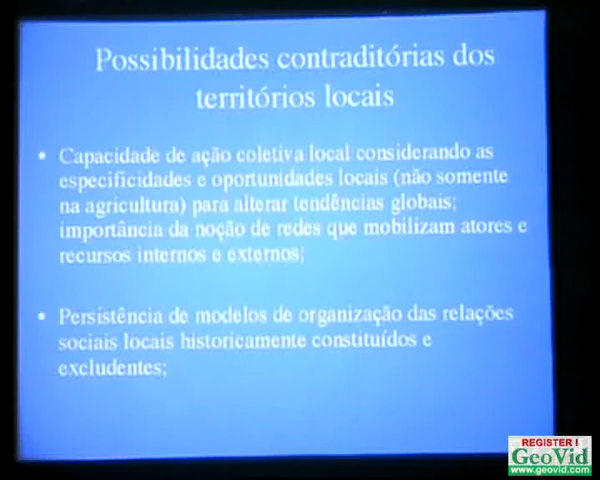 Possibilidades contraditórias dos
territórios locais
• Capacidade de ação coletiva local considerando as
especificidades e oportunidades locais (não somente
na agricultura) para alterar tendências globais;
importância da noção de redes que mobilizam atores e
recursos internos e externos;
• Persistência de modelos de organização das relações
sociais locais historicamente constituídos e
excludentes;
REGISTER !
GeoVid
www.geovid.com